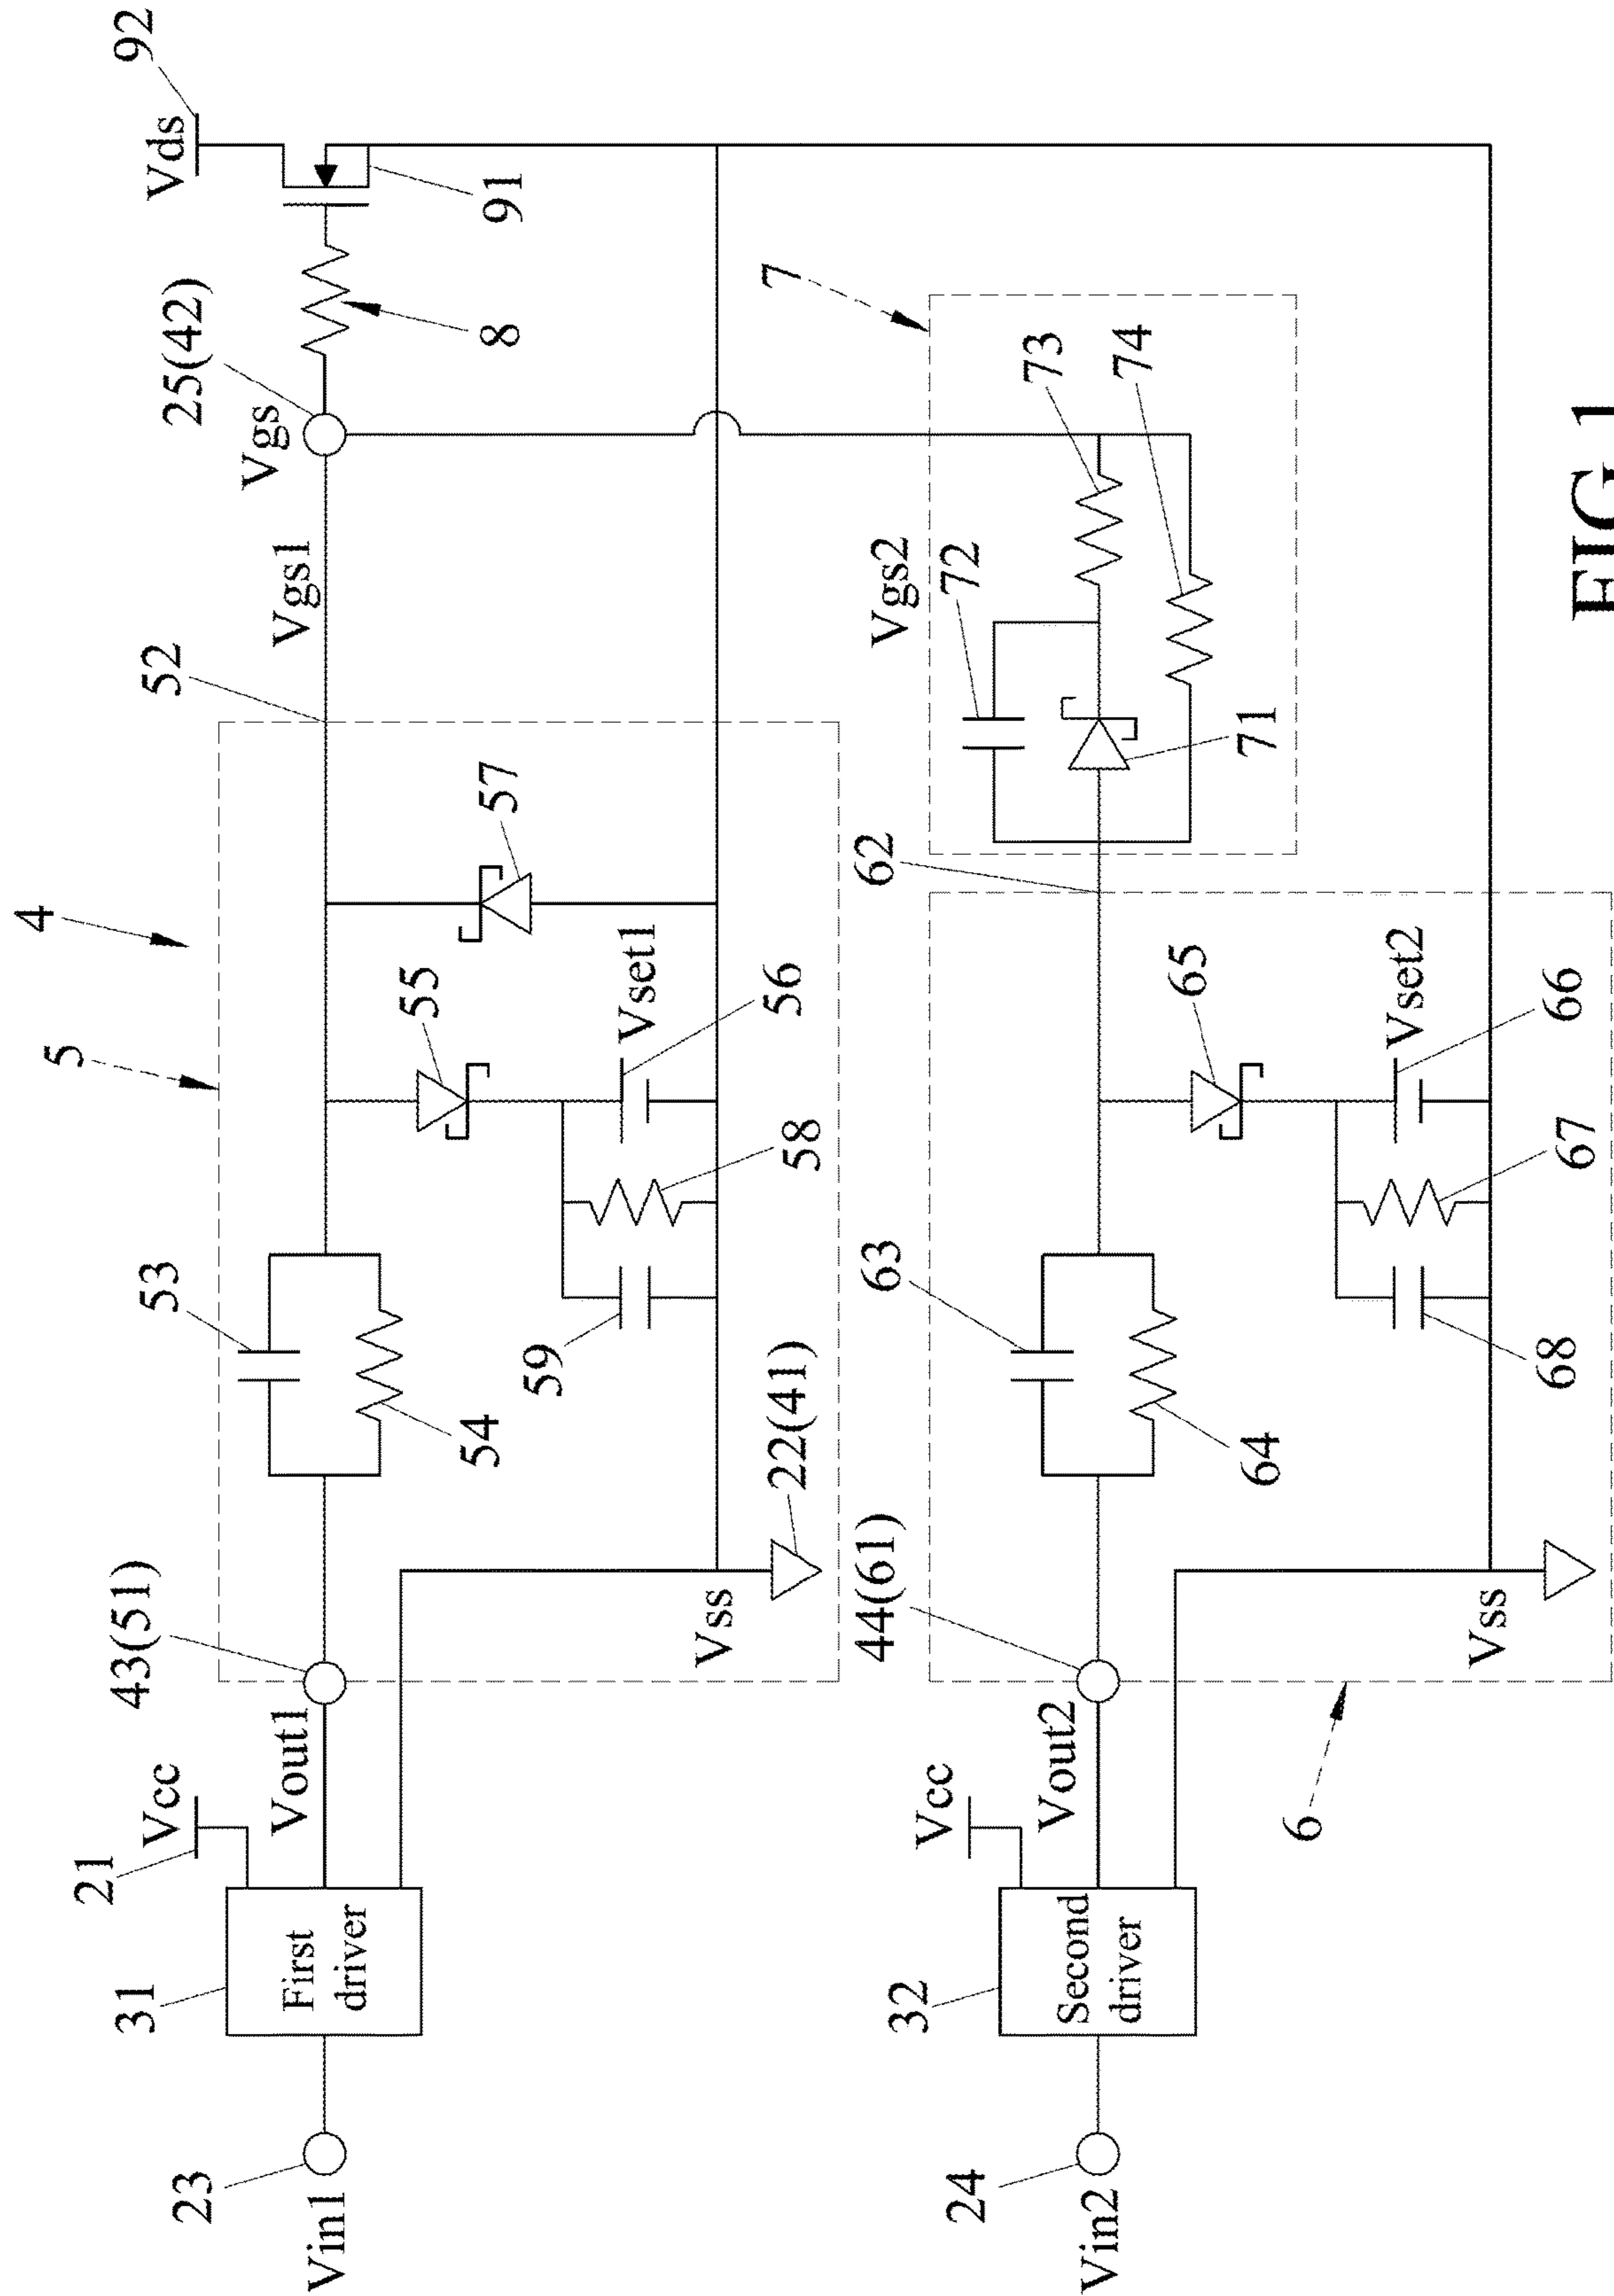 92
Vds
91
25(42)
8
Vgs
Vgs1
52
4
5
57
55
Vset1
56
58
53
59
54
22(41)
43(51)
Vss
Vout1
Vcc
21
First
driver
31
23
Vin1
7
73
74
Vgs2
72
71
62
65
Vset2
66
67
63
68
64
44(61)
Vss
Vout2
Vcc
6
Second
driver
32
24
Vin2
FIG.1